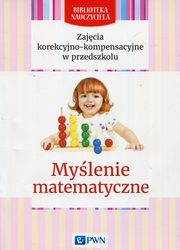 BIBLIOTEKA
NAUCZYCIELA
Zajęcia
korekcyjno-kompensacyjne
w przedszkolu
Myślenie
matematyczne
PWN